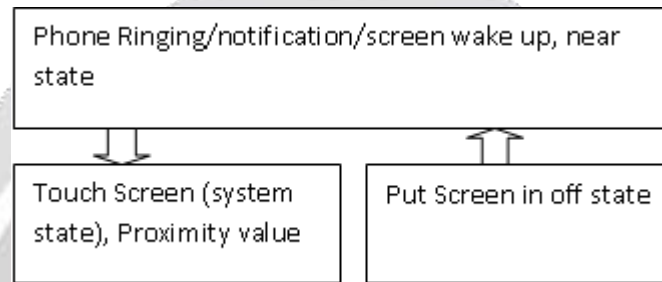 Phone Ringing/notification/screen wake up, near
state
Touch Screen (system
state), Proximity value
Put Screen in off state